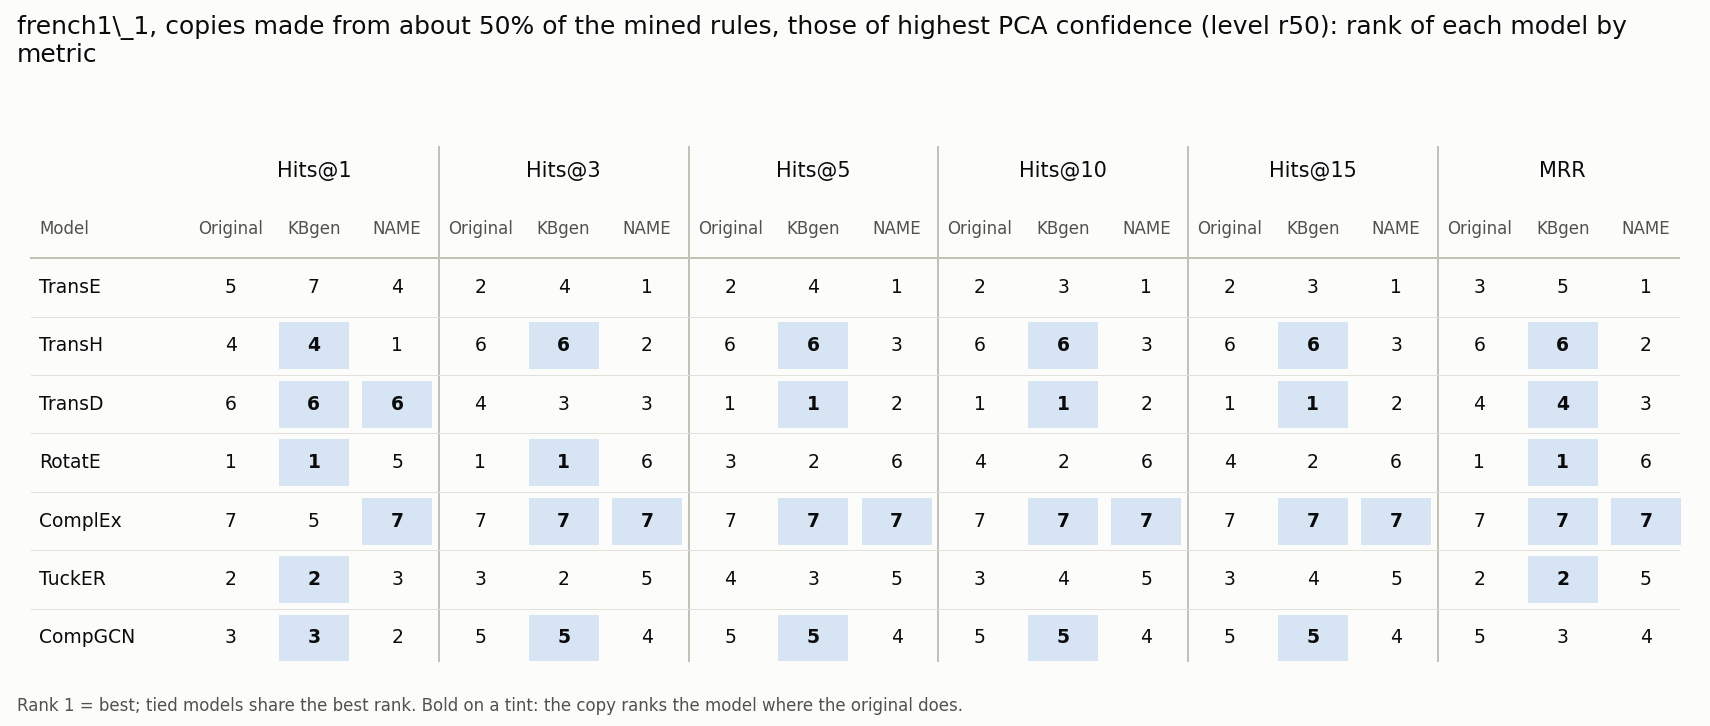 french1\_1, copies made from about 50% of the mined rules, those of highest PCA confidence (level r50): rank of each model by
metric
Hits@1 Hits@3 Hits@5 Hits@10 Hits@15 MRR
Model Original KBgen NAME Original KBgen NAME Original KBgen NAME Original KBgen NAME Original KBgen NAME Original KBgen NAME
TransE 5 7 4 2 4 1 2 4 1 2 3 1 2 3 1 3 5 1
TransH 4 4 1 6 6 2 6 6 3 6 6 3 6 6 3 6 6 2
TransD 6 6 6 4 3 3 1 1 2 1 1 2 1 1 2 4 4 3
RotatE 1 1 5 1 1 6 3 2 6 4 2 6 4 2 6 1 1 6
ComplEx 7 5 7 7 7 7 7 7 7 7 7 7 7 7 7 7 7 7
TuckER 2 2 3 3 2 5 4 3 5 3 4 5 3 4 5 2 2 5
CompGCN 3 3 2 5 5 4 5 5 4 5 5 4 5 5 4 5 3 4
Rank 1 = best; tied models share the best rank. Bold on a tint: the copy ranks the model where the original does.